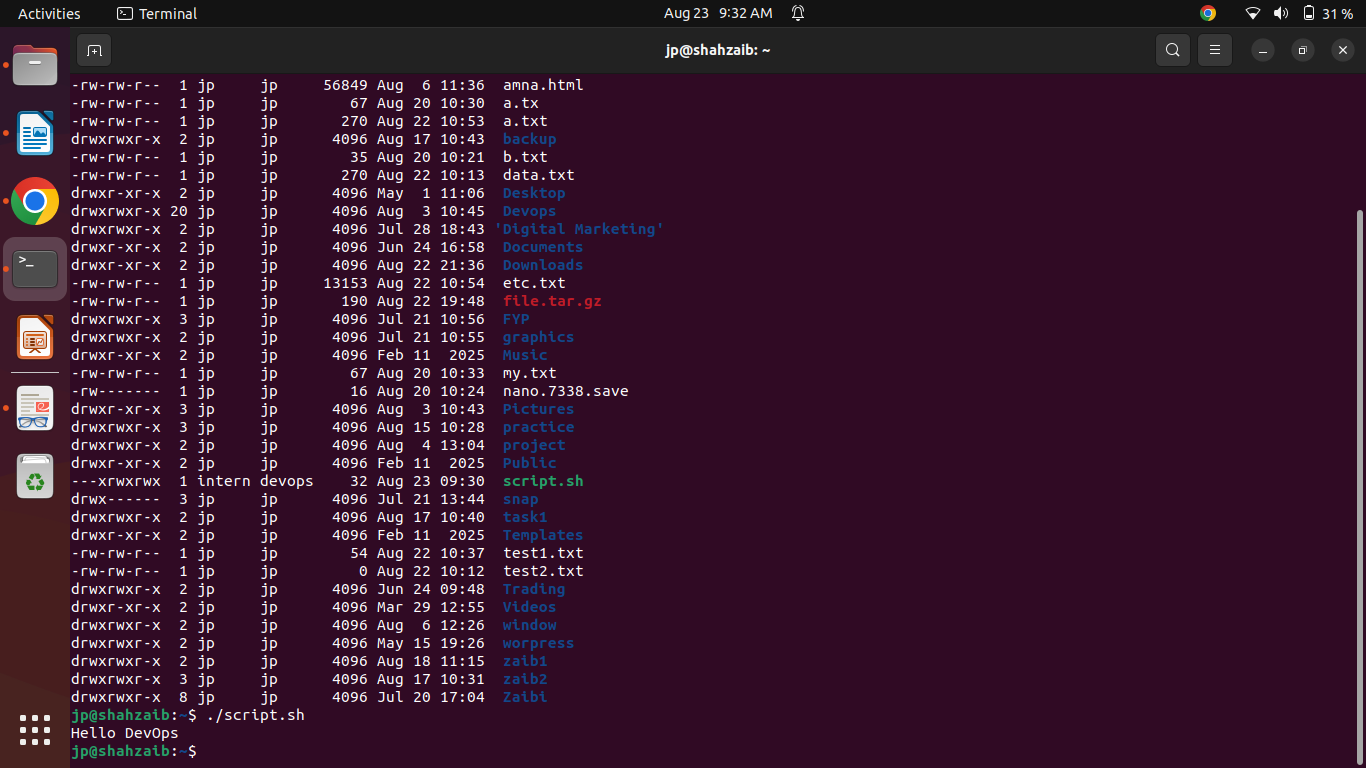 Activities Terminal Aug 23 9:32 AM 31 %
jp@shahzaib: ~
-rw-rw-r-- 1 jp jp 56849 Aug 6 11:36 amna.html
-rw-rw-r-- 1 jp jp 67 Aug 20 10:30 a.tx
-rw-rw-r-- 1 jp jp 270 Aug 22 10:53 a.txt
drwxrwxr-x 2 jp jp 4096 Aug 17 10:43 backup
-rw-rw-r-- 1 jp jp 35 Aug 20 10:21 b.txt
-rw-rw-r-- 1 jp jp 270 Aug 22 10:13 data.txt
drwxr-xr-x 2 jp jp 4096 May 1 11:06 Desktop
drwxrwxr-x 20 jp jp 4096 Aug 3 10:45 Devops
drwxrwxr-x 2 jp jp 4096 Jul 28 18:43 'Digital Marketing'
drwxr-xr-x 2 jp jp 4096 Jun 24 16:58 Documents
drwxr-xr-x 2 jp jp 4096 Aug 22 21:36 Downloads
-rw-rw-r-- 1 jp jp 13153 Aug 22 10:54 etc.txt
-rw-rw-r-- 1 jp jp 190 Aug 22 19:48 file.tar.gz
drwxrwxr-x 3 jp jp 4096 Jul 21 10:56 FYP
drwxrwxr-x 2 jp jp 4096 Jul 21 10:55 graphics
drwxr-xr-x 2 jp jp 4096 Feb 11 2025 Music
-rw-rw-r-- 1 jp jp 67 Aug 20 10:33 my.txt
-rw------- 1 jp jp 16 Aug 20 10:24 nano.7338.save
drwxr-xr-x 3 jp jp 4096 Aug 3 10:43 Pictures
drwxrwxr-x 3 jp jp 4096 Aug 15 10:28 practice
drwxrwxr-x 2 jp jp 4096 Aug 4 13:04 project
drwxr-xr-x 2 jp jp 4096 Feb 11 2025 Public
---xrwxrwx 1 intern devops 32 Aug 23 09:30 script.sh
drwx------ 3 jp jp 4096 Jul 21 13:44 snap
drwxrwxr-x 2 jp jp 4096 Aug 17 10:40 task1
drwxr-xr-x 2 jp jp 4096 Feb 11 2025 Templates
-rw-rw-r-- 1 jp jp 54 Aug 22 10:37 test1.txt
-rw-rw-r-- 1 jp jp 0 Aug 22 10:12 test2.txt
drwxrwxr-x 2 jp jp 4096 Jun 24 09:48 Trading
drwxr-xr-x 2 jp jp 4096 Mar 29 12:55 Videos
drwxrwxr-x 2 jp jp 4096 Aug 6 12:26 window
drwxrwxr-x 2 jp jp 4096 May 15 19:26 worpress
drwxrwxr-x 2 jp jp 4096 Aug 18 11:15 zaib1
drwxrwxr-x 3 jp jp 4096 Aug 17 10:31 zaib2
drwxrwxr-x 8 jp jp 4096 Jul 20 17:04 Zaibi
jp@shahzaib:~$ ./script.sh
Hello DevOps
jp@shahzaib:~$